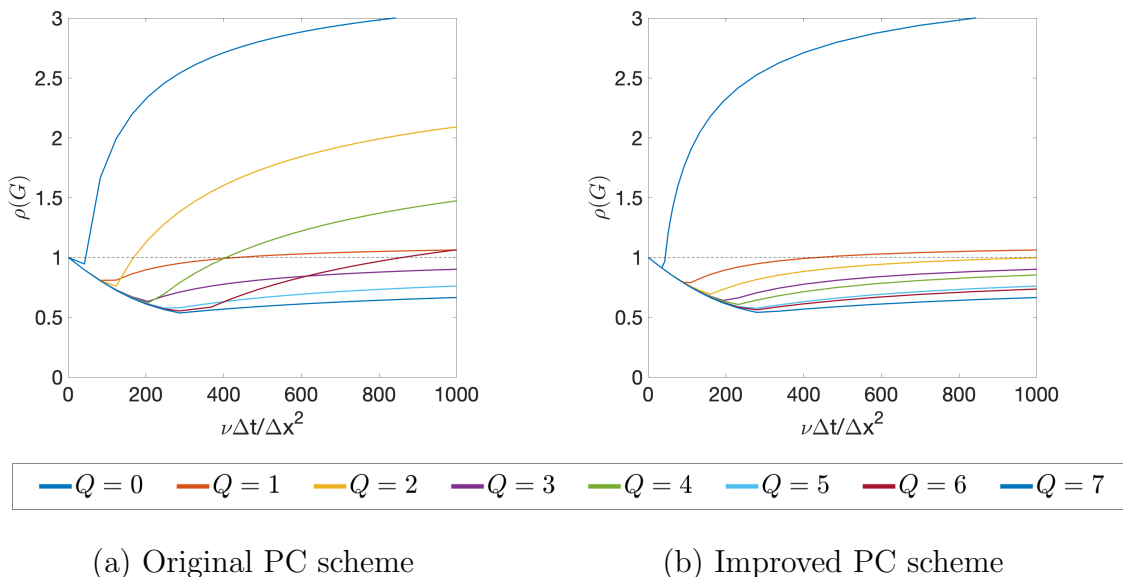 3
2.5
2
1.5
1
0.5
0
ρ(G)
0 200 400 600 800 1000
νΔt/Δx²
3
2.5
2
1.5
1
0.5
0
ρ(G)
0 200 400 600 800 1000
νΔt/Δx²
Q = 0 Q = 1 Q = 2 Q = 3 Q = 4 Q = 5 Q = 6 Q = 7
(a) Original PC scheme
(b) Improved PC scheme